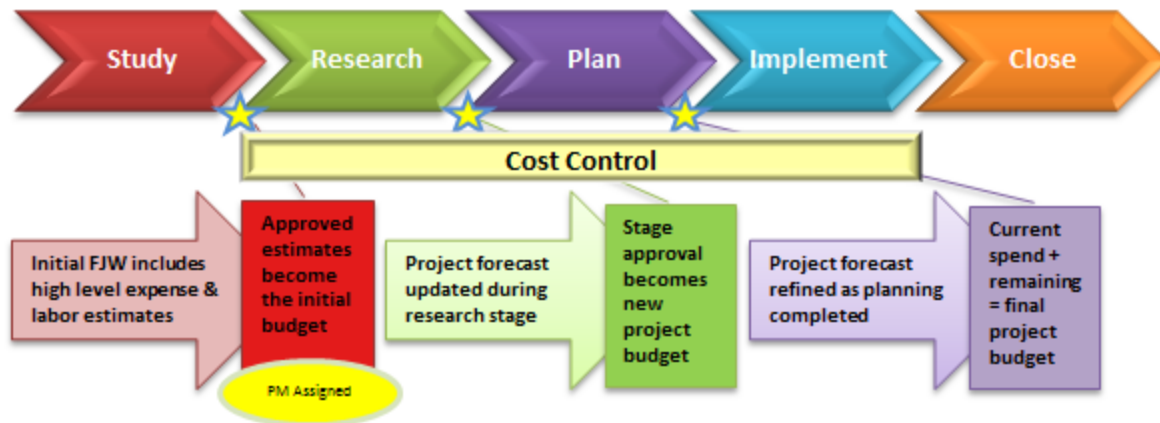 Study
Research
Plan
Implement
Close
Cost Control
Initial FJW includes
high level expense &
labor estimates
Approved
estimates
become
the initial
budget
PM Assigned
Project forecast
updated during
research stage
Stage
approval
becomes
new
project
budget
Project forecast
refined as planning
completed
Current
spend +
remaining
= final
project
budget